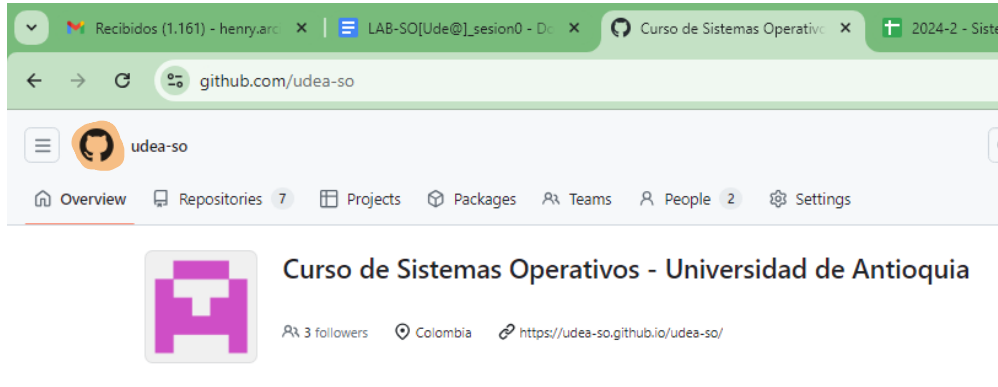 Recibidos (1.161) - henry.arc
LAB-SO[Ude@]_sesion0 - Do
Curso de Sistemas Operativo
2024-2 - Siste
github.com/udea-so
udea-so
Overview
Repositories 7
Projects
Packages
Teams
People 2
Settings
Curso de Sistemas Operativos - Universidad de Antioquia
3 followers
Colombia
https://udea-so.github.io/udea-so/